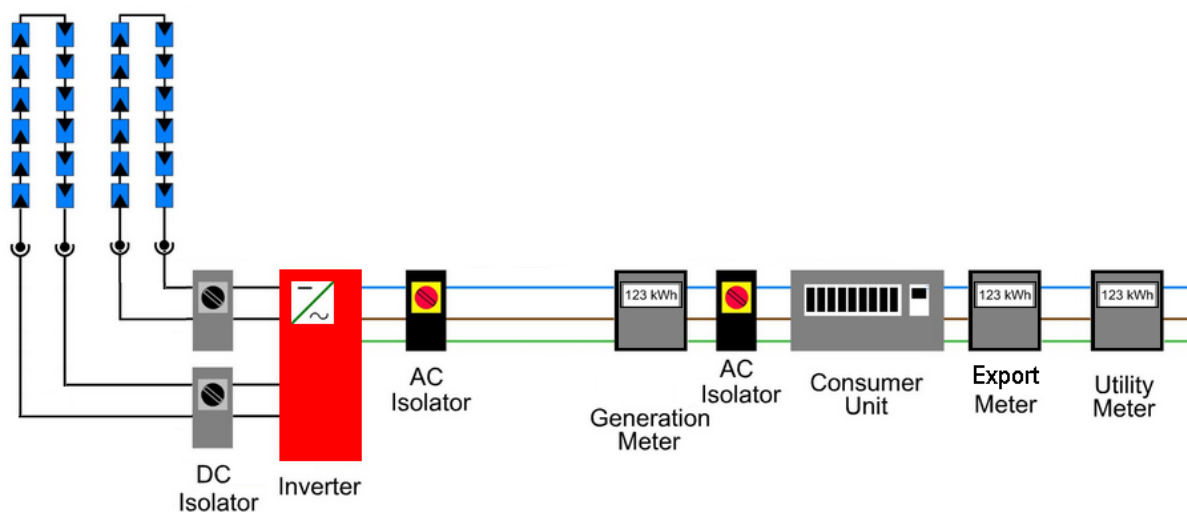 123 kWh
123 kWh
123 kWh
AC
Isolator
AC
Isolator
Consumer
Unit
Export
Meter
Utility
Meter
Generation
Meter
DC
Isolator
Inverter